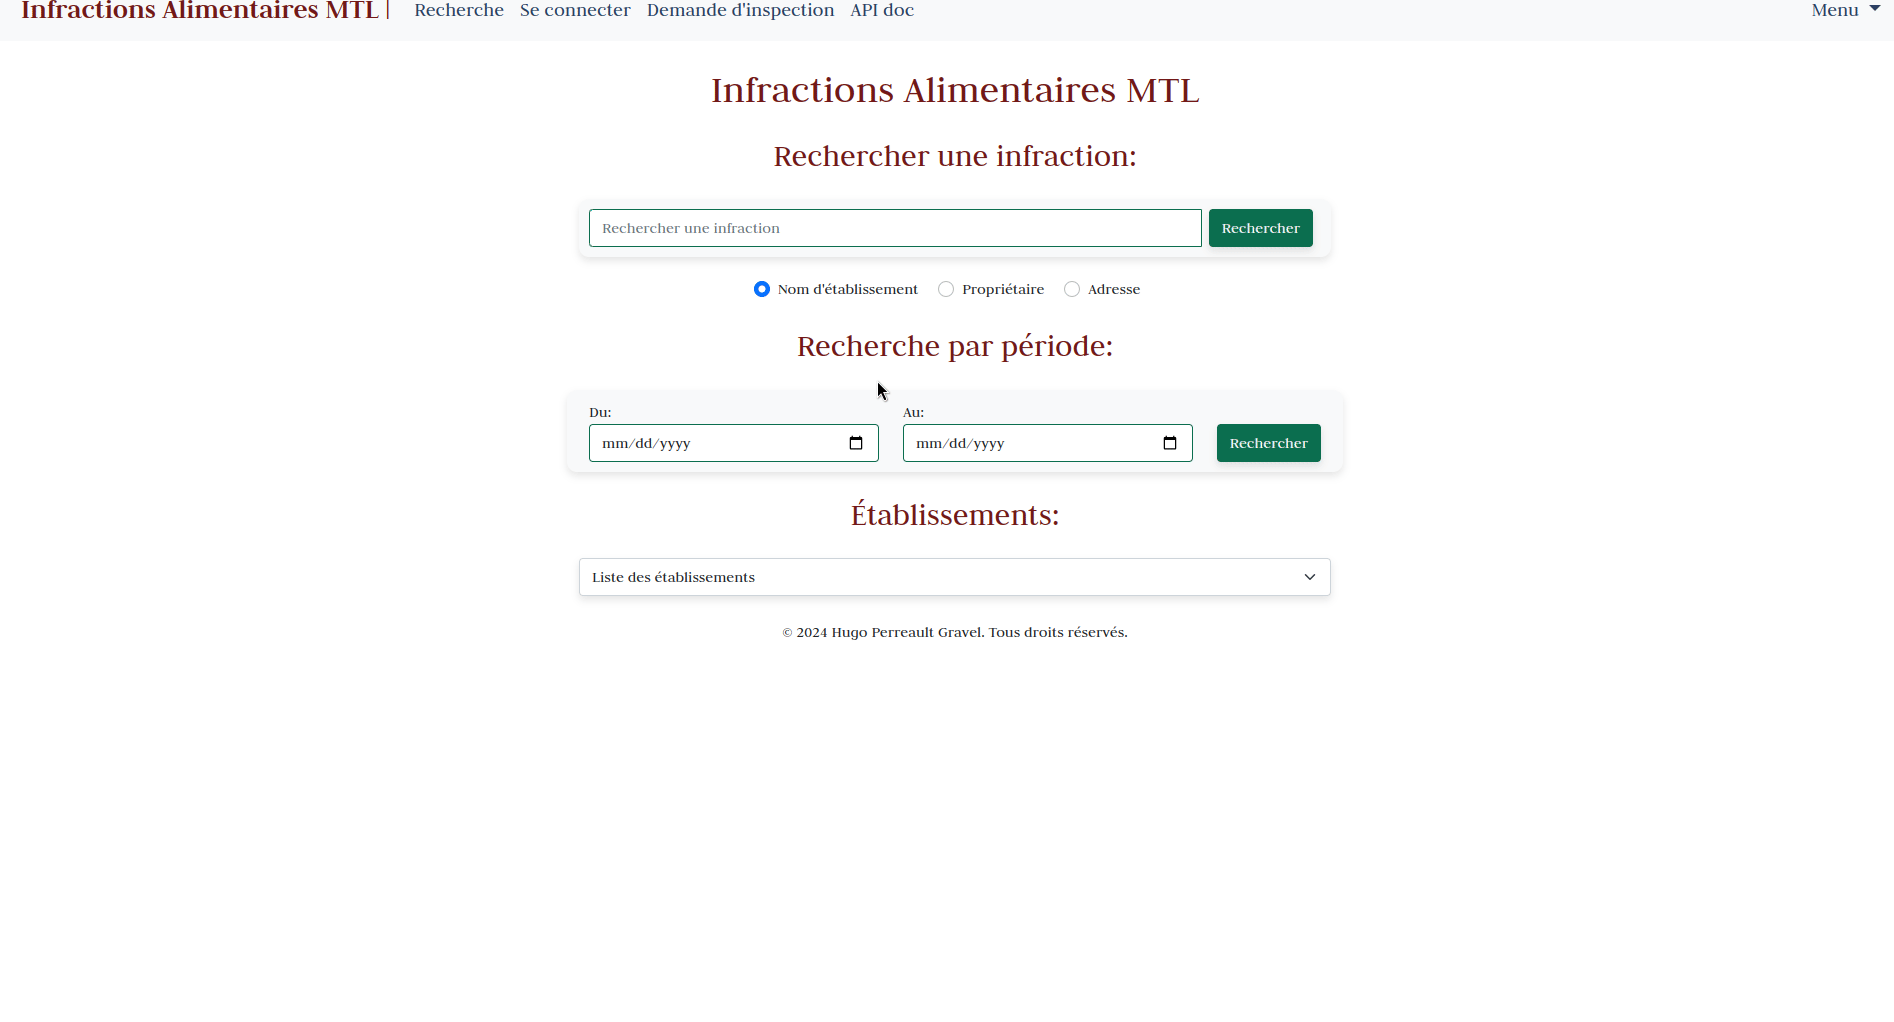 Infractions Alimentaires MTL | Recherche Se connecter Demande d'inspection API doc Menu
Infractions Alimentaires MTL
Rechercher une infraction:
Rechercher une infraction Rechercher
Nom d'établissement Propriétaire Adresse
Recherche par période:
Du: Au:
mm/dd/yyyy mm/dd/yyyy Rechercher
Établissements:
Liste des établissements
© 2024 Hugo Perreault Gravel. Tous droits réservés.